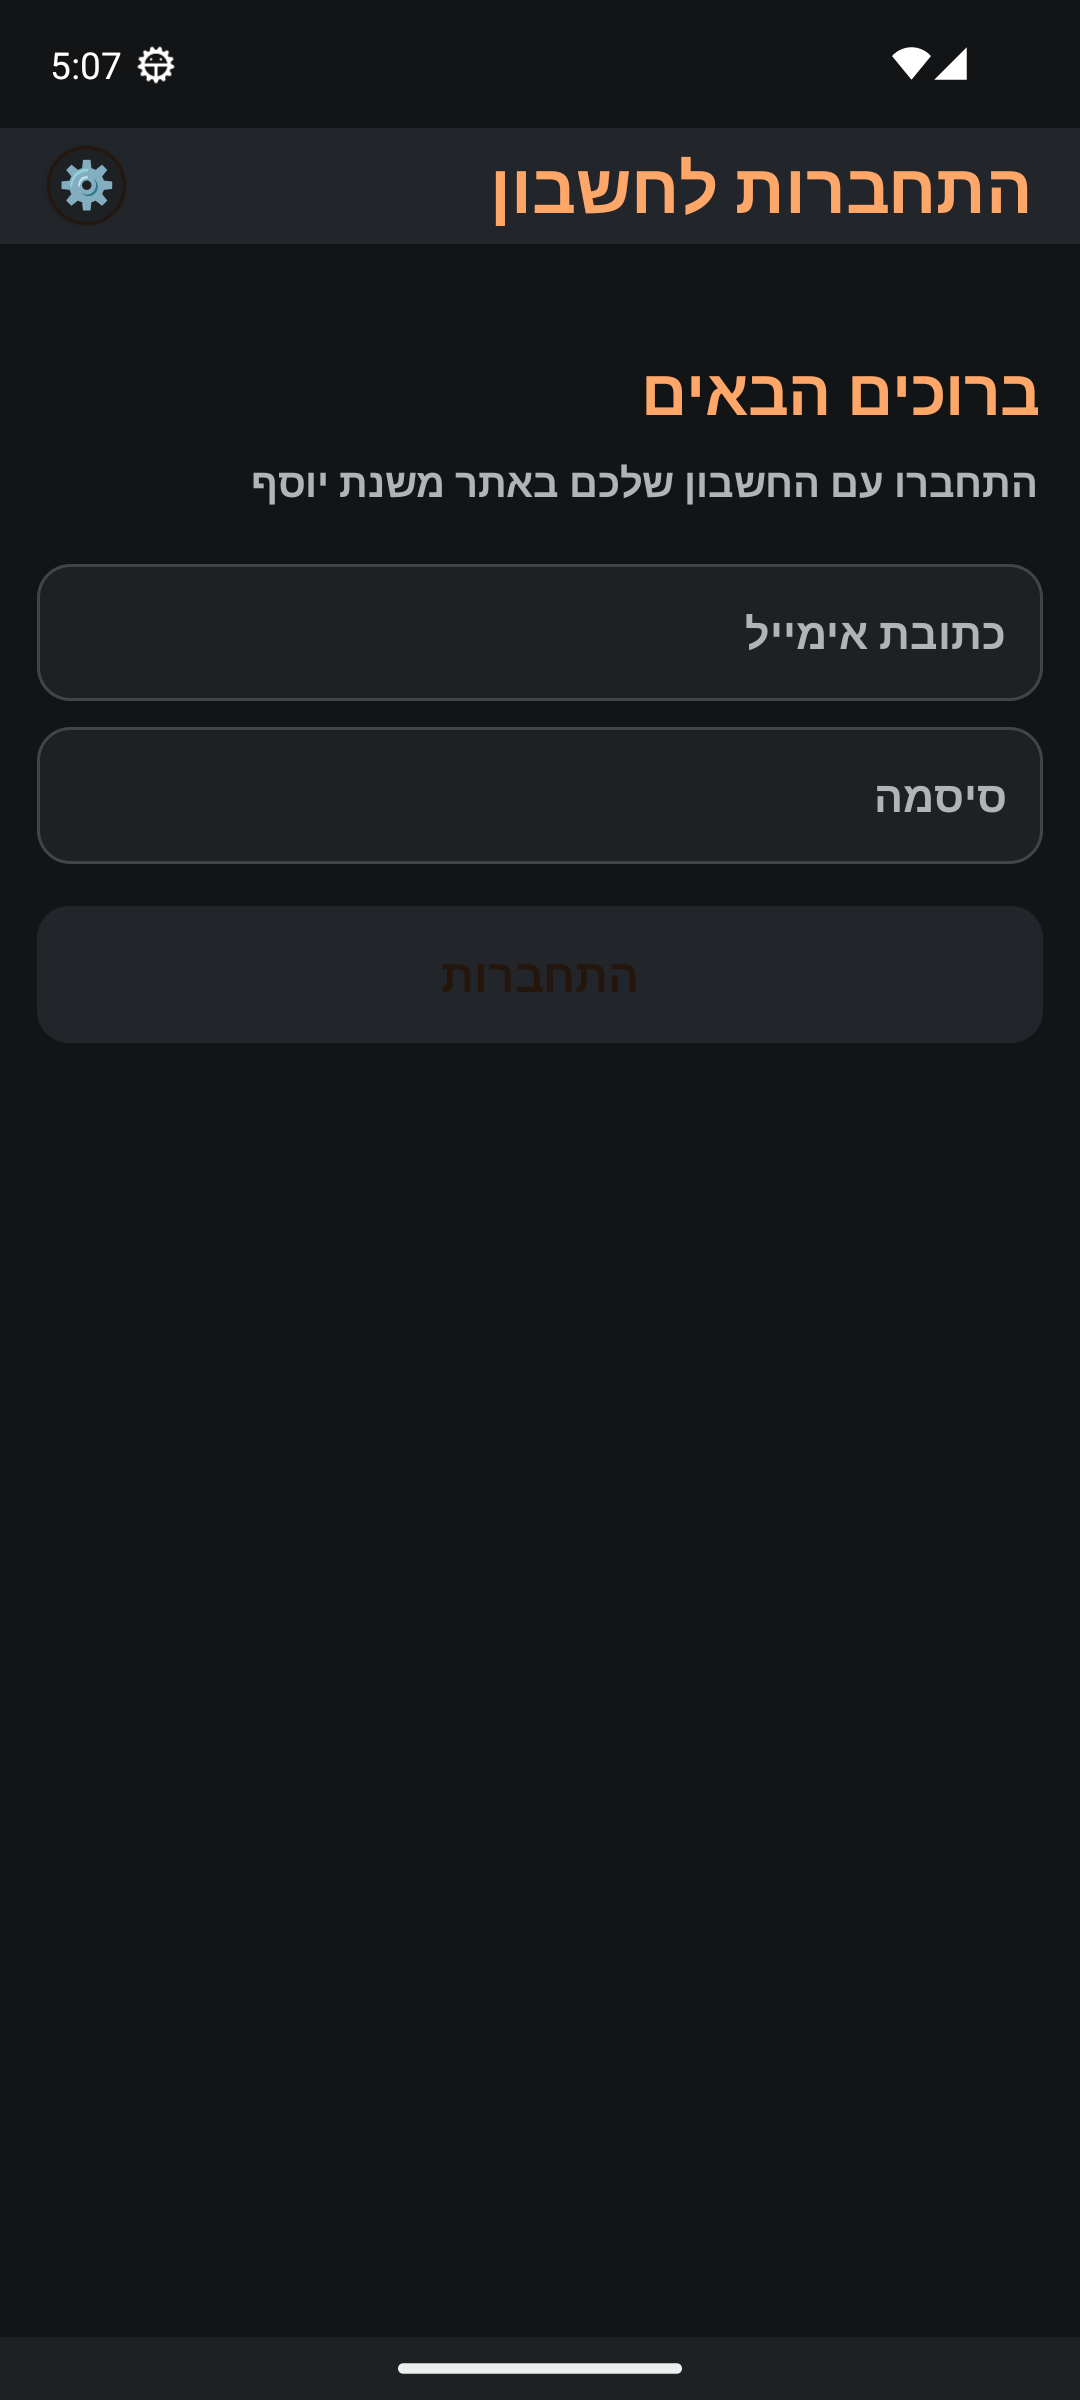 5:07
התחברות לחשבון
ברוכים הבאים
התחברו עם החשבון שלכם באתר משנת יוסף
כתובת אימייל
סיסמה
התחברות